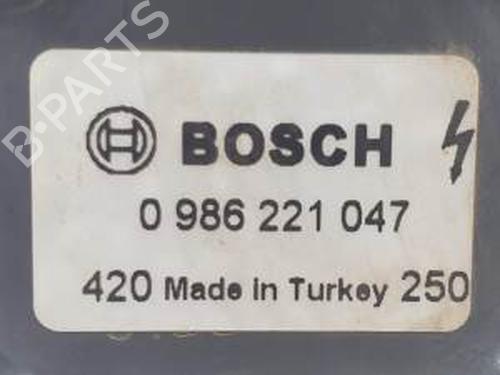 B-PARTS
BOSCH
0 986 221 047
420 Made in Turkey 250